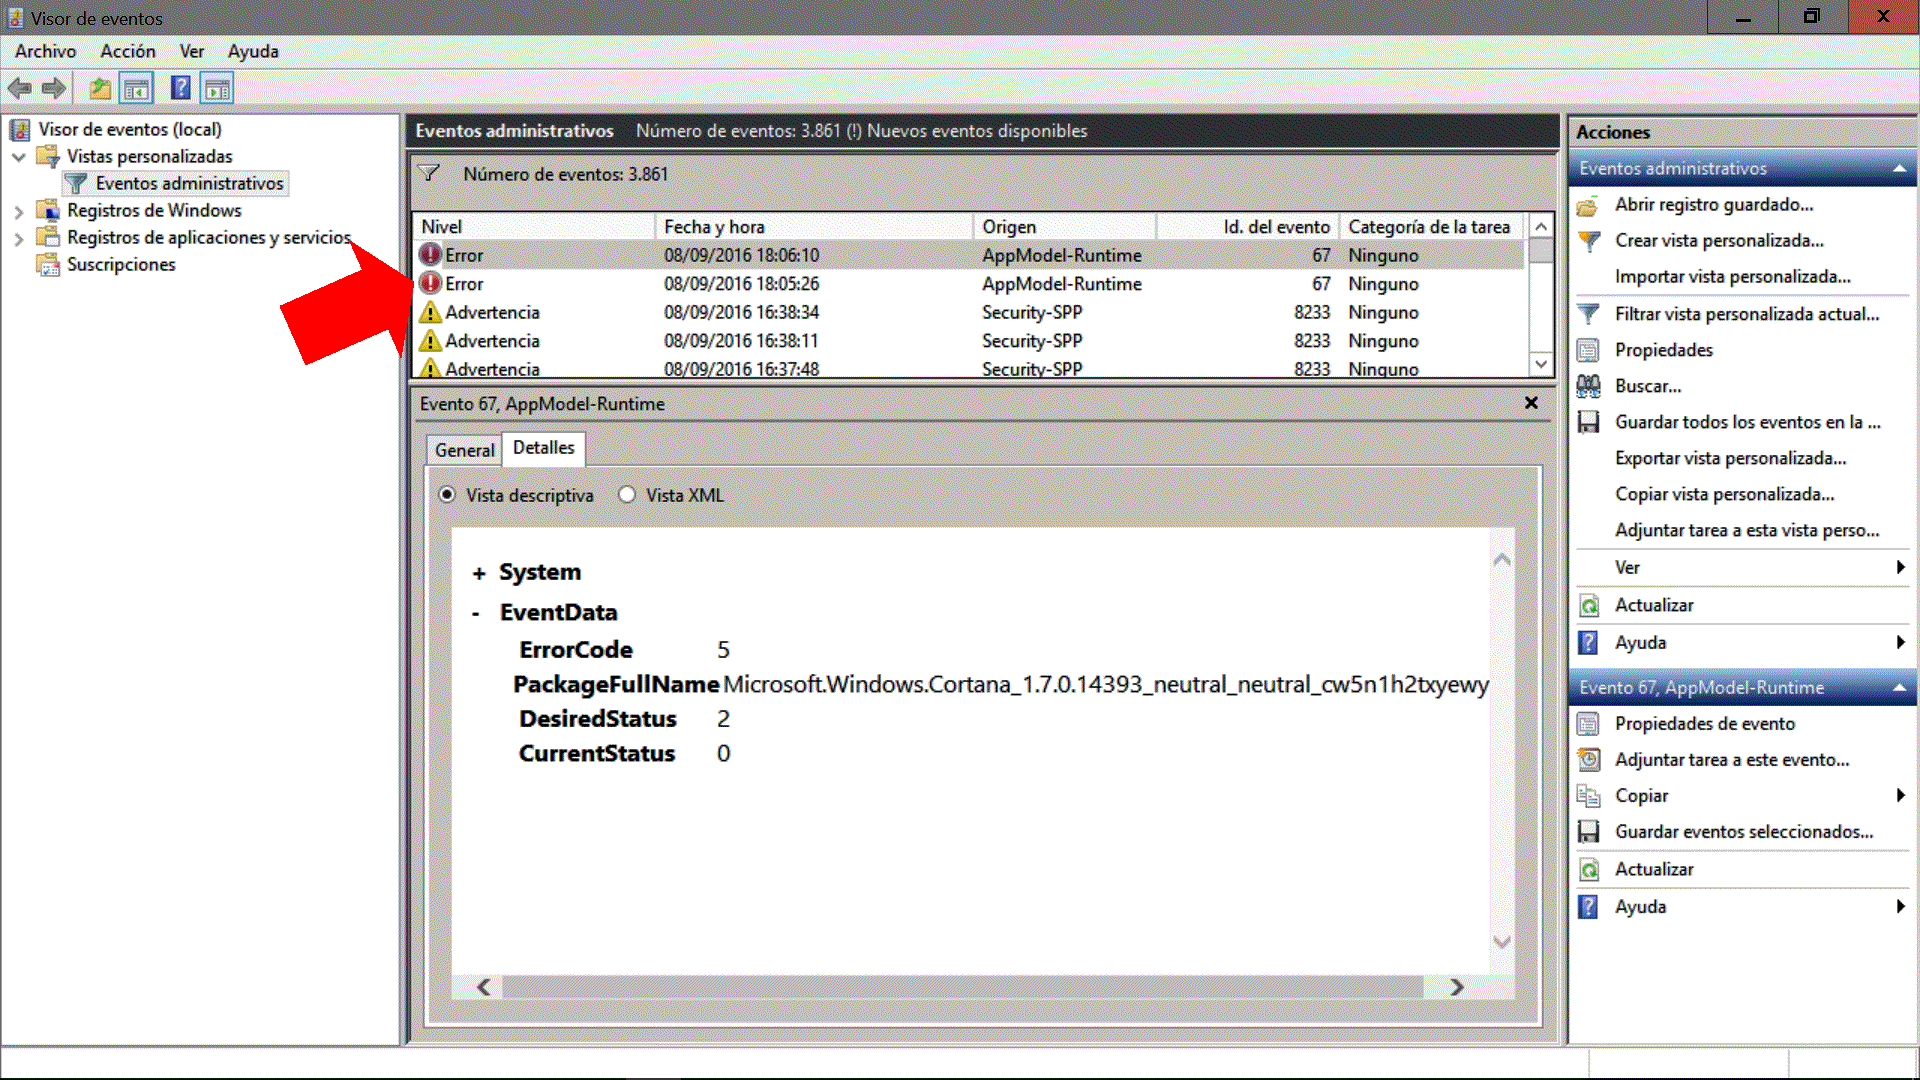 Visor de eventos
Archivo Acción Ver Ayuda
Visor de eventos (local)
Vistas personalizadas
Eventos administrativos
Registros de Windows
Registros de aplicaciones y servicios
Suscripciones
Eventos administrativos Número de eventos: 3.861 (!) Nuevos eventos disponibles
Número de eventos: 3.861
Nivel Fecha y hora Origen Id. del evento Categoría de la tarea
Error 08/09/2016 18:06:10 AppModel-Runtime 67 Ninguno
Error 08/09/2016 18:05:26 AppModel-Runtime 67 Ninguno
Advertencia 08/09/2016 16:38:34 Security-SPP 8233 Ninguno
Advertencia 08/09/2016 16:38:11 Security-SPP 8233 Ninguno
Advertencia 08/09/2016 16:37:48 Security-SPP 8233 Ninguno
Evento 67, AppModel-Runtime
General Detalles
Vista descriptiva Vista XML
+ System
- EventData
ErrorCode 5
PackageFullName Microsoft.Windows.Cortana_1.7.0.14393_neutral_neutral_cw5n1h2txyewy
DesiredStatus 2
CurrentStatus 0
Acciones
Eventos administrativos
Abrir registro guardado...
Crear vista personalizada...
Importar vista personalizada...
Filtrar vista personalizada actual...
Propiedades
Buscar...
Guardar todos los eventos en la ...
Exportar vista personalizada...
Copiar vista personalizada...
Adjuntar tarea a esta vista perso...
Ver
Actualizar
Ayuda
Evento 67, AppModel-Runtime
Propiedades de evento
Adjuntar tarea a este evento...
Copiar
Guardar eventos seleccionados...
Actualizar
Ayuda